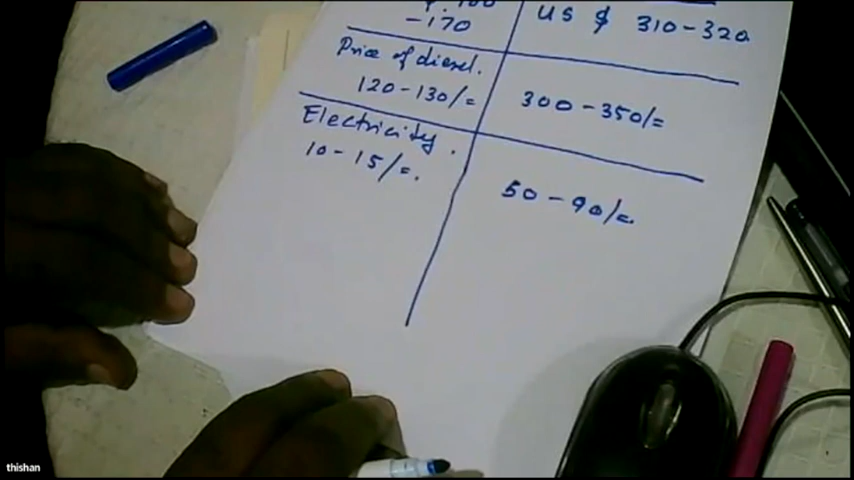 -170
US $ 310-320
Price of diesel.
120-130/=
300-350/=
Electricity.
10-15/=.
50-90/=
thishan